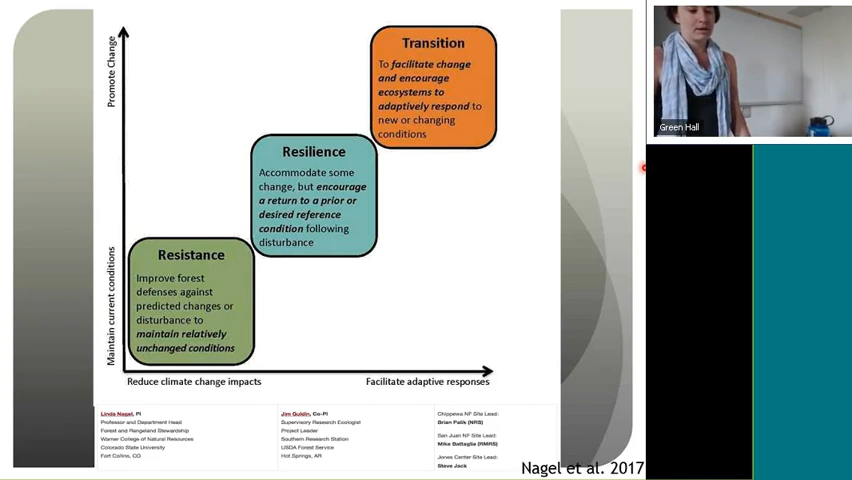 Promote Change
Maintain current conditions
Transition
To facilitate change
and encourage
ecosystems to
adaptively respond to
new or changing
conditions
Resilience
Accommodate some
change, but encourage
a return to a prior or
desired reference
condition following
disturbance
Resistance
Improve forest
defenses against
predicted changes or
disturbance to
maintain relatively
unchanged conditions
Reduce climate change impacts
Facilitate adaptive responses
Linda Nagel, PI
Professor and Department Head
Forest and Rangeland Stewardship
Warner College of Natural Resources
Colorado State University
Fort Collins, CO
Jim Guldin, Co-PI
Supervisory Research Ecologist
Project Leader
Southern Research Station
USDA Forest Service
Hot Springs, AR
Chippewa NF Site Lead:
Brian Palik (NRS)
San Juan NF Site Lead:
Mike Battaglia (RMRS)
Jones Center Site Lead:
Steve Jack
Nagel et al. 2017
Green Hall